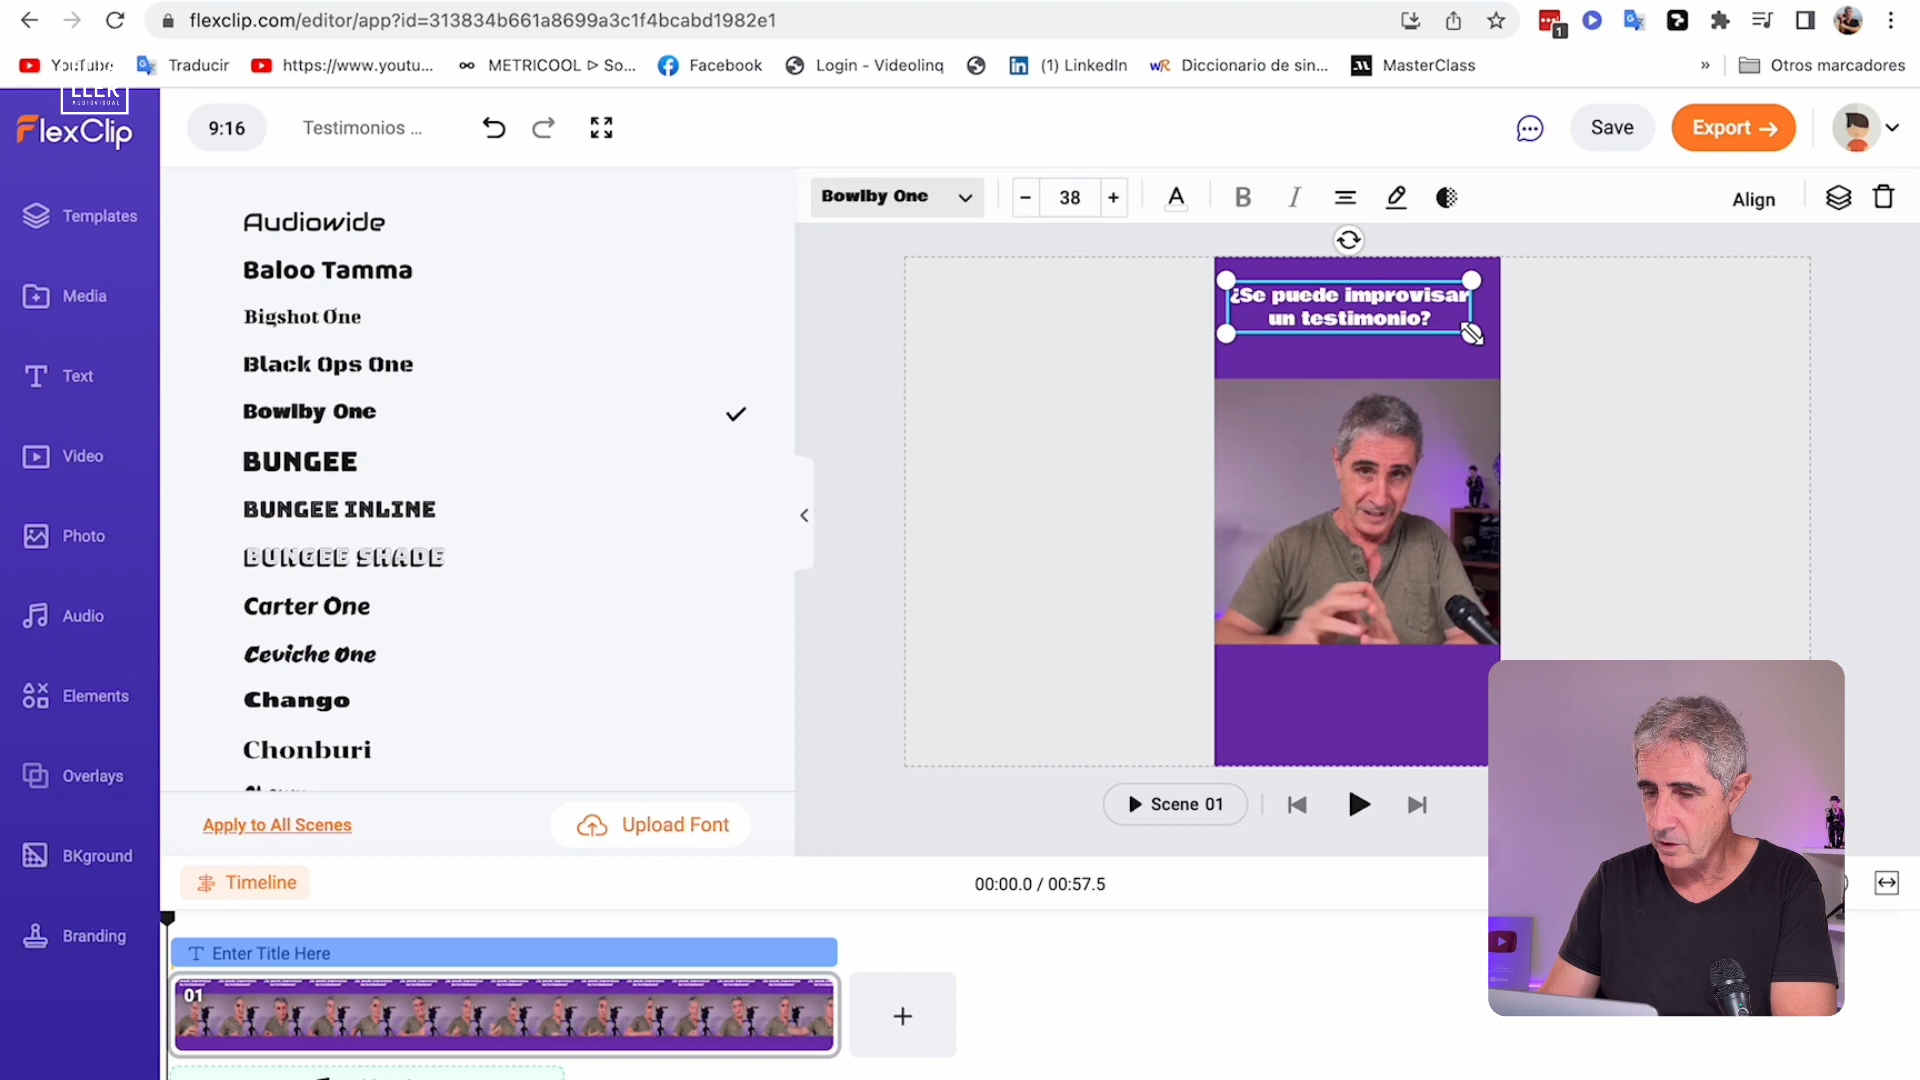 flexclip.com/editor/app?id=313834b661a8699a3c1f4bcabd1982e1
1
YouTube
Traducir
https://www.youtu...
METRICOOL ᐅ So...
Facebook
Login - Videolinq
(1) LinkedIn
Diccionario de sin...
MasterClass
»
Otros marcadores
LLER
AUDIOVISUAL
FlexClip
9:16
Testimonios ...
Save
Export →
Templates
Media
Text
Video
Photo
Audio
Elements
Overlays
BKground
Branding
Audiowide
Baloo Tamma
Bigshot One
Black Ops One
Bowlby One
BUNGEE
BUNGEE INLINE
BUNGEE SHADE
Carter One
Ceviche One
Chango
Chonburi
Apply to All Scenes
Upload Font
Bowlby One
−
38
+
A
B
I
Align
¿Se puede improvisar
un testimonio?
Scene 01
Timeline
00:00.0 / 00:57.5
Enter Title Here
01
+